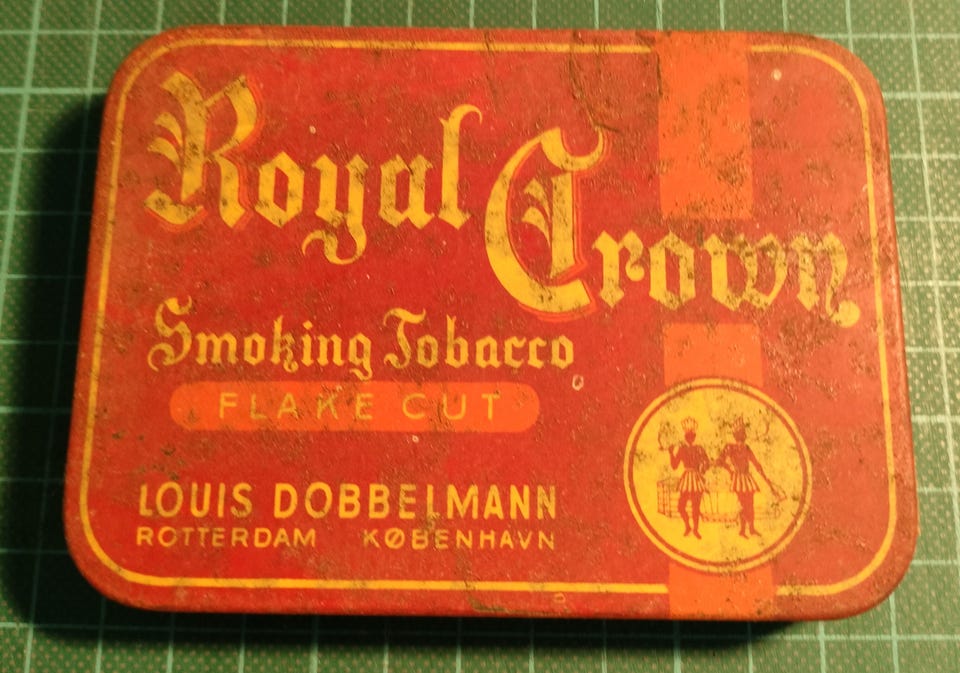 Royal Crown
Smoking Tobacco
FLAKE CUT
LOUIS DOBBELMANN
ROTTERDAM KØBENHAVN